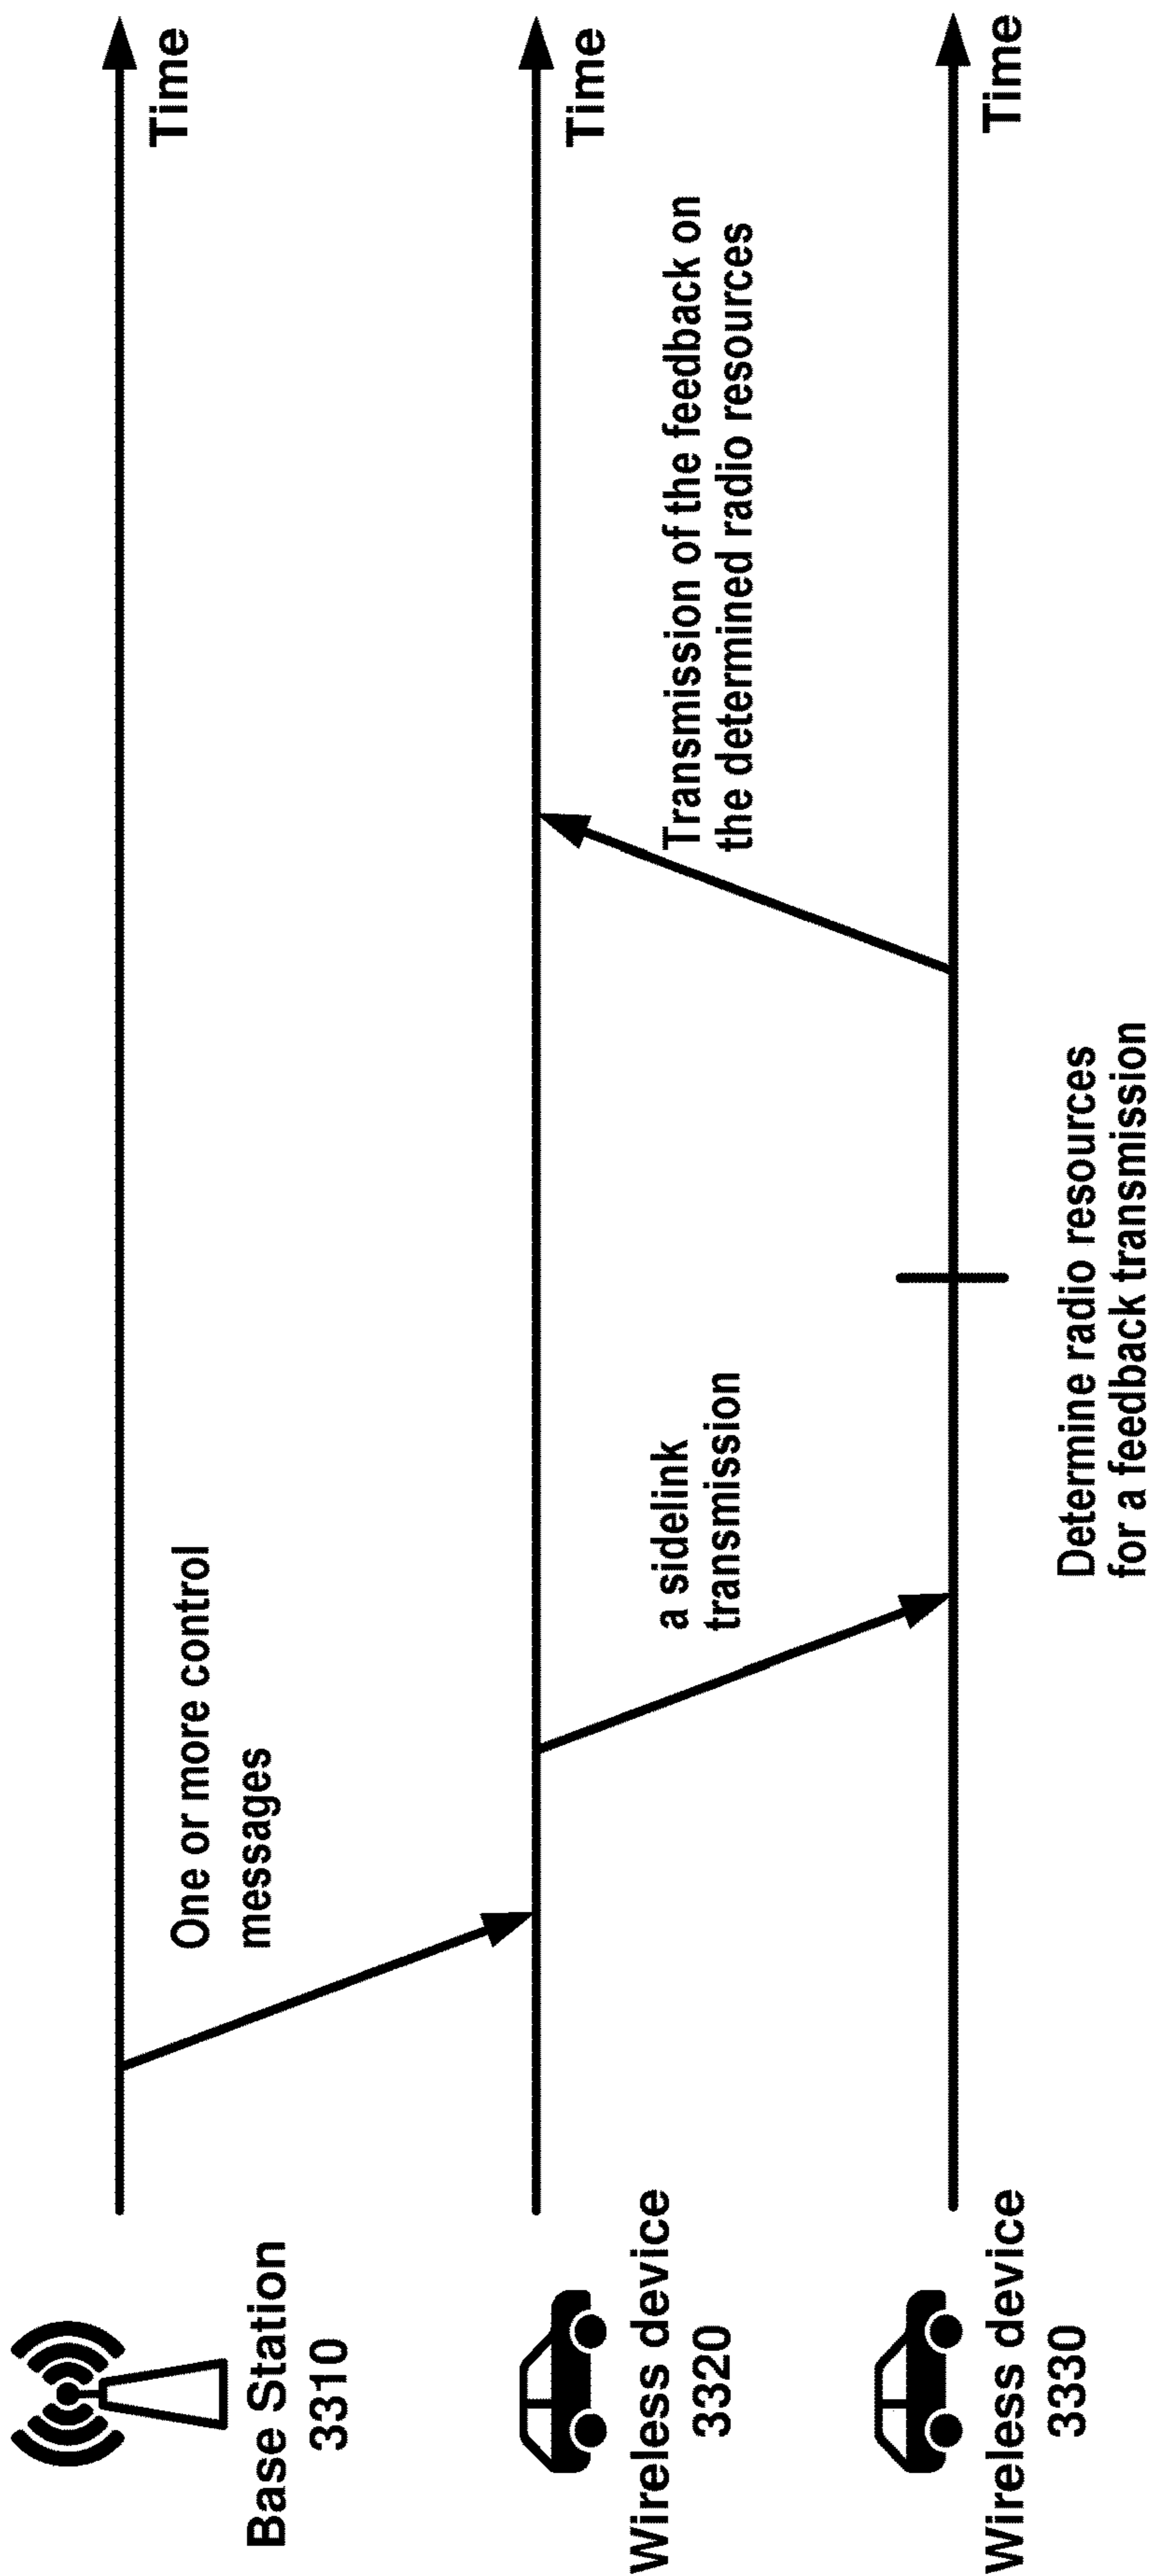 Base Station
3310
Time
One or more control
messages
Wireless device
3320
Time
a sidelink
transmission
Transmission of the feedback on
the determined radio resources
Wireless device
3330
Time
Determine radio resources
for a feedback transmission